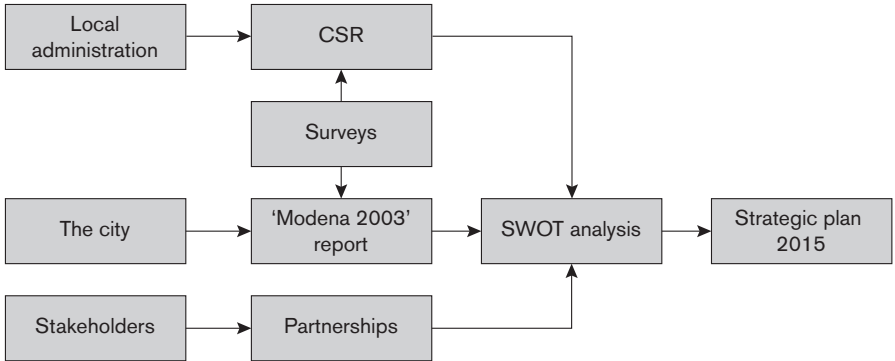 Local
administration
CSR
Surveys
The city
‘Modena 2003’
report
SWOT analysis
Strategic plan
2015
Stakeholders
Partnerships